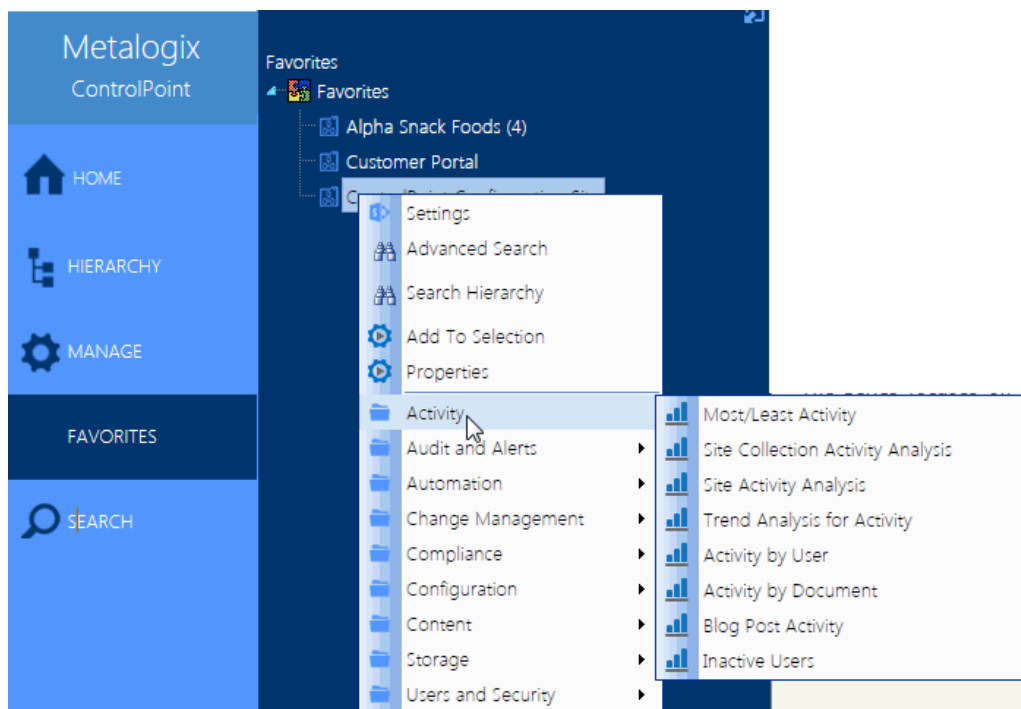 Metalogix
ControlPoint
HOME
HIERARCHY
MANAGE
FAVORITES
SEARCH
Favorites
Favorites
Alpha Snack Foods (4)
Customer Portal
Settings
Advanced Search
Search Hierarchy
Add To Selection
Properties
Activity
Audit and Alerts
Automation
Change Management
Compliance
Configuration
Content
Storage
Users and Security
Most/Least Activity
Site Collection Activity Analysis
Site Activity Analysis
Trend Analysis for Activity
Activity by User
Activity by Document
Blog Post Activity
Inactive Users